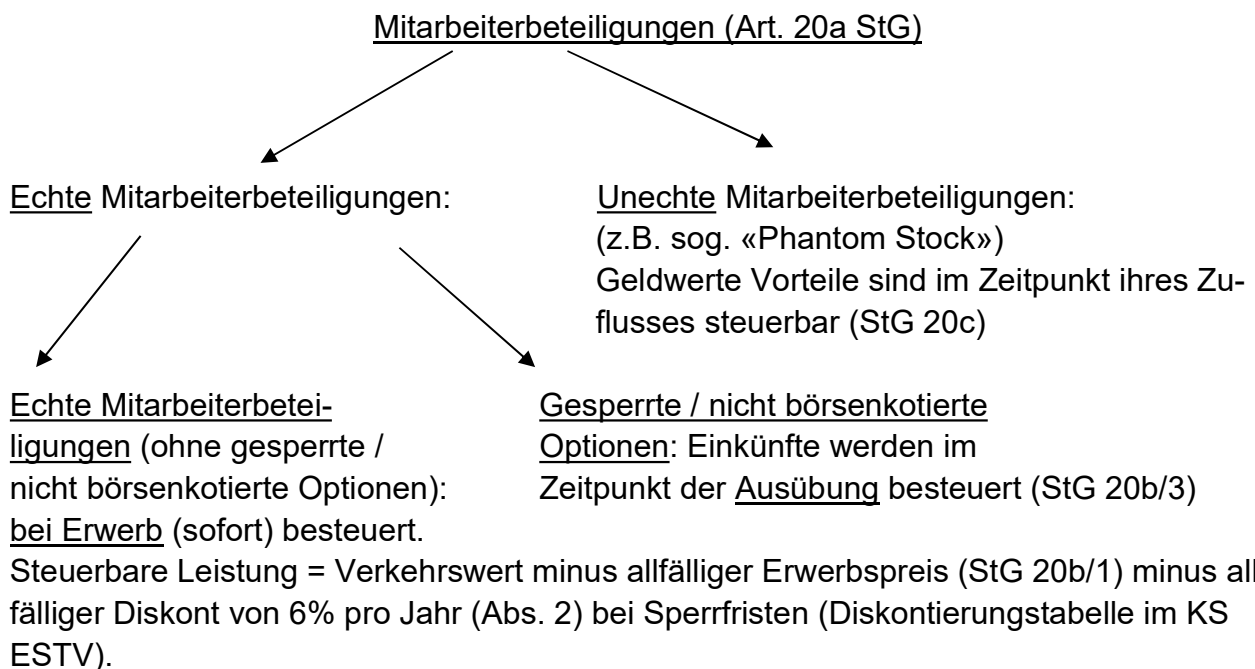 Mitarbeiterbeteiligungen (Art. 20a StG)
Echte Mitarbeiterbeteiligungen:
Unechte Mitarbeiterbeteiligungen:
(z.B. sog. «Phantom Stock»)
Geldwerte Vorteile sind im Zeitpunkt ihres Zu-
flusses steuerbar (StG 20c)
Echte Mitarbeiterbetei-
ligungen (ohne gesperrte /
nicht börsenkotierte Optionen):
bei Erwerb (sofort) besteuert.
Gesperrte / nicht börsenkotierte
Optionen: Einkünfte werden im
Zeitpunkt der Ausübung besteuert (StG 20b/3)
Steuerbare Leistung = Verkehrswert minus allfälliger Erwerbspreis (StG 20b/1) minus all
fälliger Diskont von 6% pro Jahr (Abs. 2) bei Sperrfristen (Diskontierungstabelle im KS
ESTV).